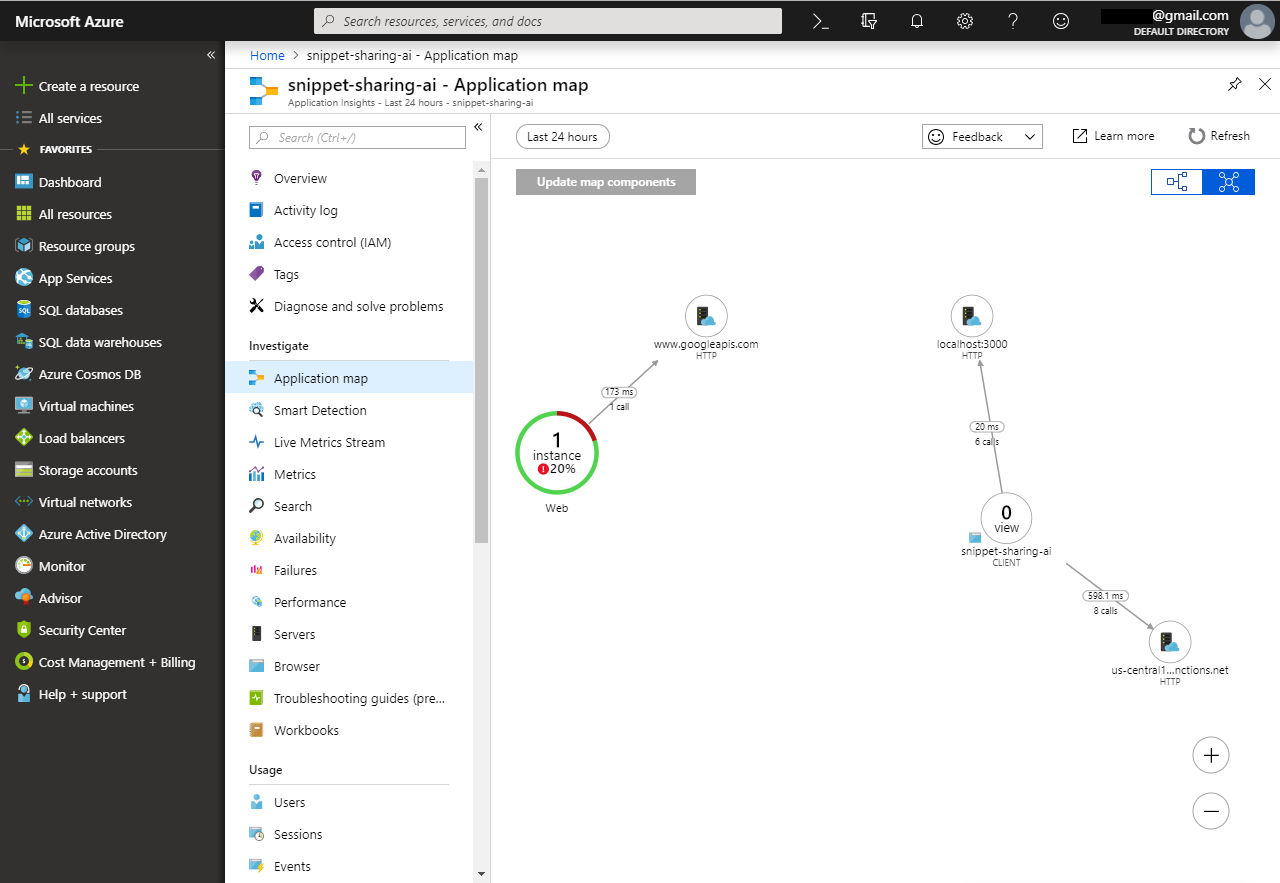 Microsoft Azure
Search resources, services, and docs
@gmail.com
DEFAULT DIRECTORY
Create a resource
All services
FAVORITES
Dashboard
All resources
Resource groups
App Services
SQL databases
SQL data warehouses
Azure Cosmos DB
Virtual machines
Load balancers
Storage accounts
Virtual networks
Azure Active Directory
Monitor
Advisor
Security Center
Cost Management + Billing
Help + support
Home > snippet-sharing-ai - Application map
snippet-sharing-ai - Application map
Application Insights - Last 24 hours - snippet-sharing-ai
Search (Ctrl+/)
Overview
Activity log
Access control (IAM)
Tags
Diagnose and solve problems
Investigate
Application map
Smart Detection
Live Metrics Stream
Metrics
Search
Availability
Failures
Performance
Servers
Browser
Troubleshooting guides (pre...
Workbooks
Usage
Users
Sessions
Events
Last 24 hours
Feedback
Learn more
Refresh
Update map components
www.googleapis.com
HTTP
173 ms
1 call
1
instance
20%
Web
localhost:3000
HTTP
20 ms
6 calls
0
view
snippet-sharing-ai
CLIENT
598.1 ms
8 calls
us-central1...nctions.net
HTTP